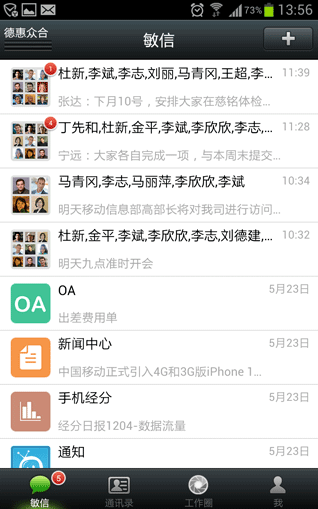 73% 13:56
德惠众合
敏信
+
1
杜新,李斌,李志,刘丽,马青冈,王超,李...
11:39
张达：下月10号，安排大家在慈铭体检...
4
丁先和,杜新,金平,李斌,李欣欣,李志,...
11:28
宁远：大家各自完成一项，与本周末提交...
马青冈,李志,马丽萍,李欣欣,李斌
10:34
明天移动信息部高部长将对我司进行访问...
杜新,金平,李斌,李欣欣,李志,刘德建,...
10:32
明天九点准时开会
OA
OA
5月23日
出差费用单
新闻中心
5月23日
中国移动正式引入4G和3G版iPhone 1...
手机经分
5月23日
经分日报1204-数据流量
通知
5月23日
5
敏信
通讯录
工作圈
我